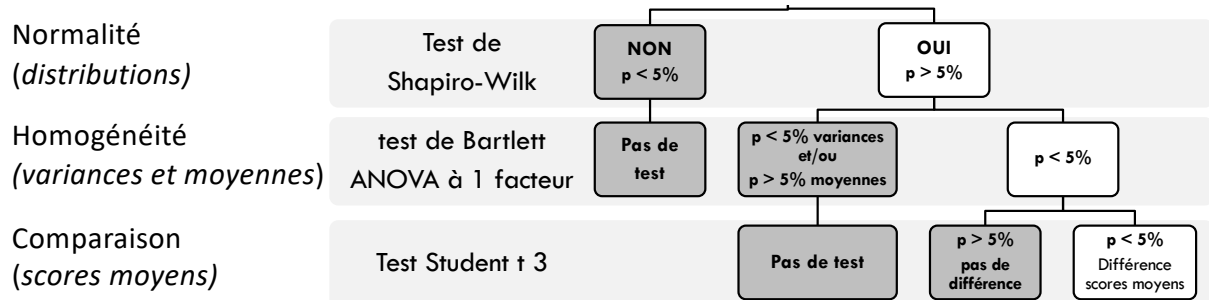 Normalité
(distributions)
Test de
Shapiro-Wilk
NON
p < 5%
OUI
p > 5%
Homogénéité
(variances et moyennes)
test de Bartlett
ANOVA à 1 facteur
Pas de
test
p < 5% variances
et/ou
p > 5% moyennes
p < 5%
Comparaison
(scores moyens)
Test Student t 3
Pas de test
p > 5%
pas de
différence
p < 5%
Différence
scores moyens